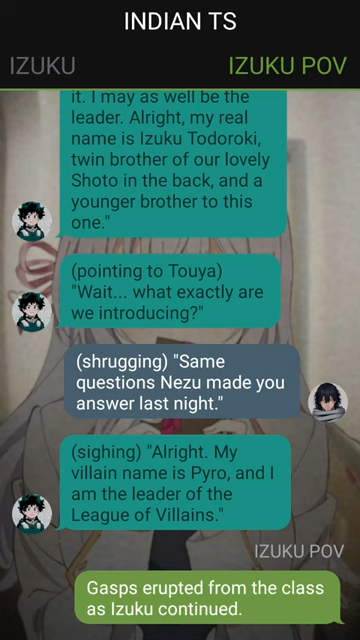 INDIAN TS
IZUKU
IZUKU POV
it. I may as well be the
leader. Alright, my real
name is Izuku Todoroki,
twin brother of our lovely
Shoto in the back, and a
younger brother to this
one."
(pointing to Touya)
"Wait... what exactly are
we introducing?"
(shrugging) "Same
questions Nezu made you
answer last night."
(sighing) "Alright. My
villain name is Pyro, and I
am the leader of the
League of Villains."
IZUKU POV
Gasps erupted from the class
as Izuku continued.